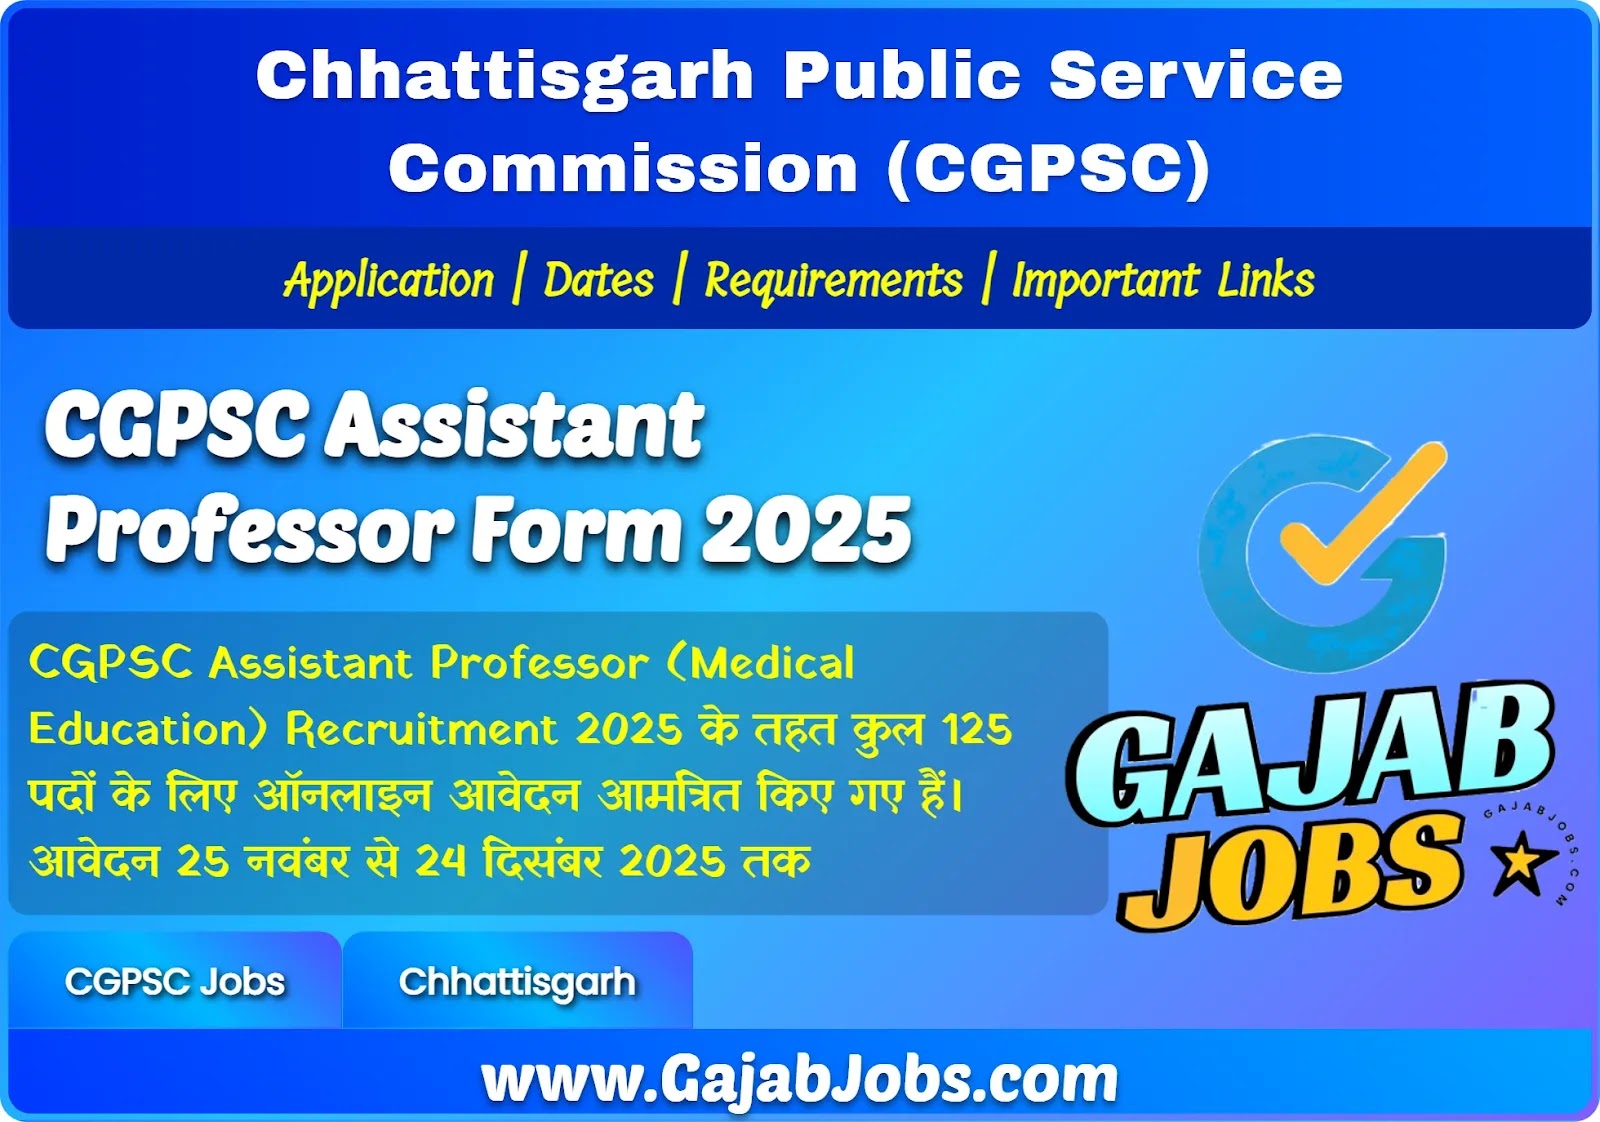 Chhattisgarh Public Service
Commission (CGPSC)
Application | Dates | Requirements | Important Links
CGPSC Assistant
Professor Form 2025
CGPSC Assistant Professor (Medical
Education) Recruitment 2025 के तहत कुल 125
पदों के लिए ऑनलाइन आवेदन आमंत्रित किए गए हैं।
आवेदन 25 नवंबर से 24 दिसंबर 2025 तक
GAJAB
JOBS
GAJABJOBS.COM
CGPSC Jobs
Chhattisgarh
www.GajabJobs.com